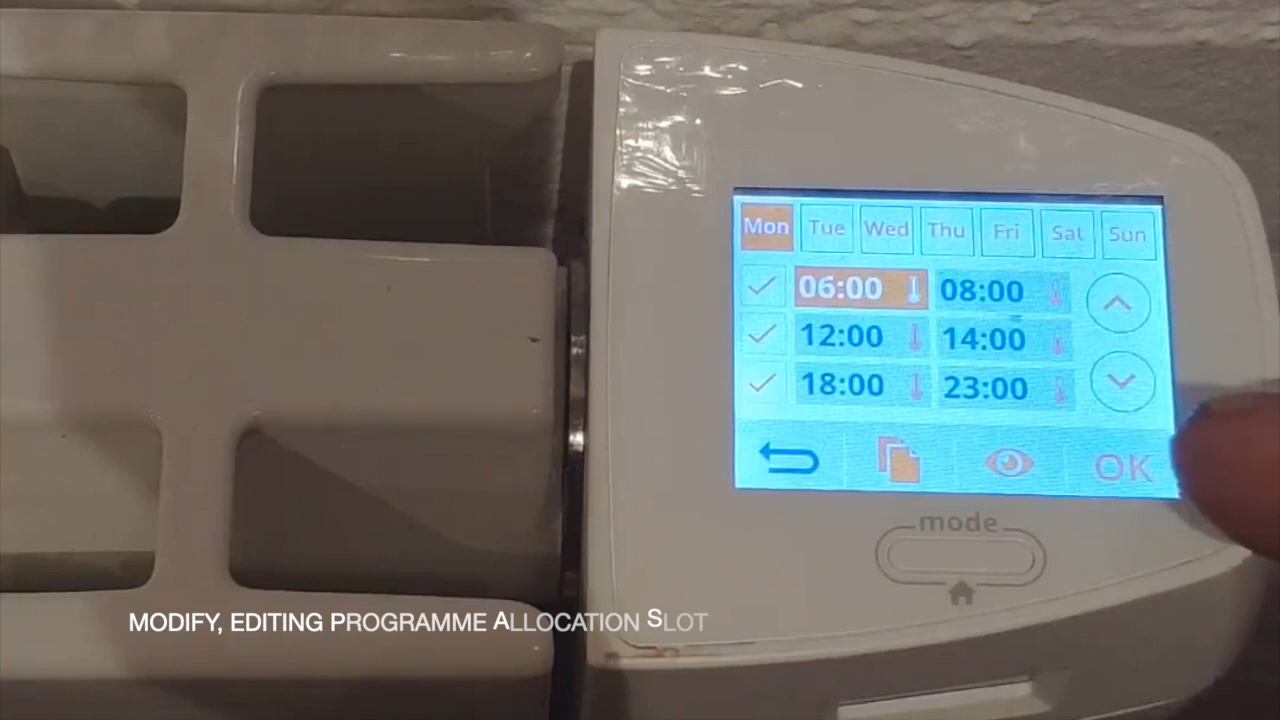 Mon Tue Wed Thu Fri Sat Sun
06:00 08:00
12:00 14:00
18:00 23:00
OK
mode
MODIFY, EDITING PROGRAMME ALLOCATION SLOT